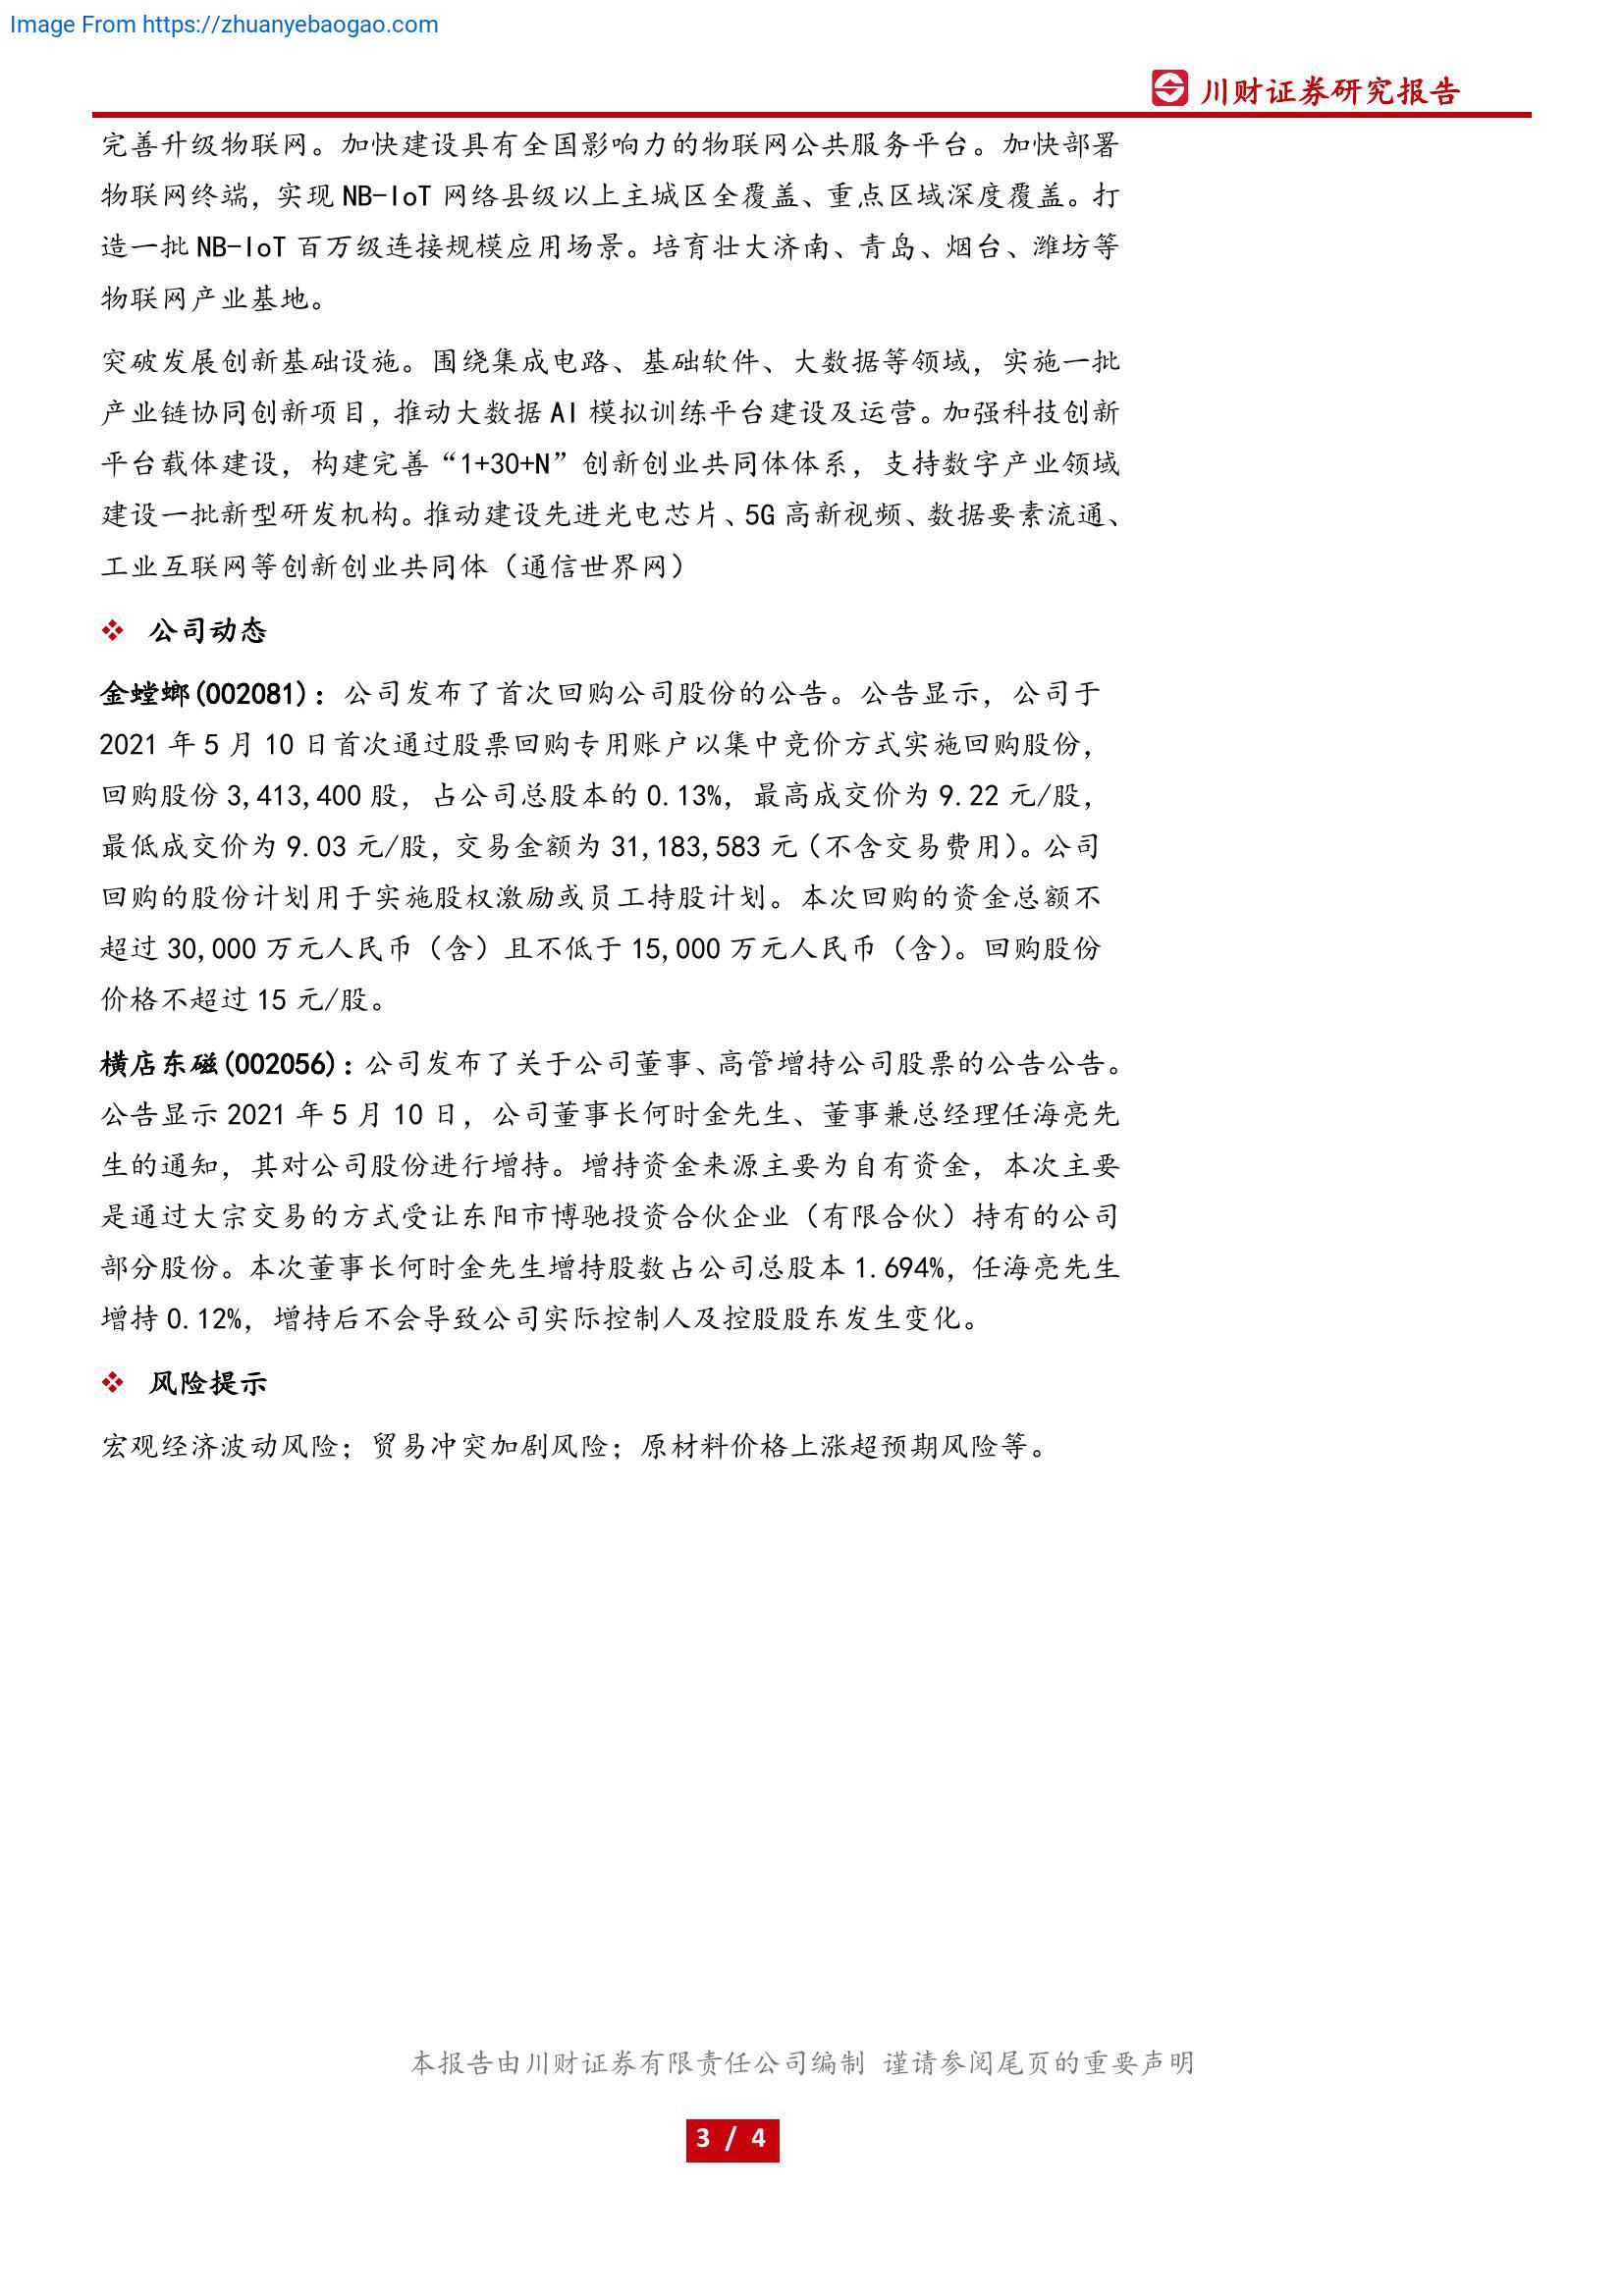 Image From https://zhuanyebaogao.com
川财证券研究报告
完善升级物联网。加快建设具有全国影响力的物联网公共服务平台。加快部署
物联网终端，实现 NB-IoT 网络县级以上主城区全覆盖、重点区域深度覆盖。打
造一批 NB-IoT 百万级连接规模应用场景。培育壮大济南、青岛、烟台、潍坊等
物联网产业基地。
突破发展创新基础设施。围绕集成电路、基础软件、大数据等领域，实施一批
产业链协同创新项目，推动大数据 AI 模拟训练平台建设及运营。加强科技创新
平台载体建设，构建完善“1+30+N”创新创业共同体体系，支持数字产业领域
建设一批新型研发机构。推动建设先进光电芯片、5G 高新视频、数据要素流通、
工业互联网等创新创业共同体（通信世界网）
❖ 公司动态
金螳螂(002081)：公司发布了首次回购公司股份的公告。公告显示，公司于
2021 年 5 月 10 日首次通过股票回购专用账户以集中竞价方式实施回购股份，
回购股份 3,413,400 股，占公司总股本的 0.13%，最高成交价为 9.22 元/股，
最低成交价为 9.03 元/股，交易金额为 31,183,583 元（不含交易费用）。公司
回购的股份计划用于实施股权激励或员工持股计划。本次回购的资金总额不
超过 30,000 万元人民币（含）且不低于 15,000 万元人民币（含）。回购股份
价格不超过 15 元/股。
横店东磁(002056)：公司发布了关于公司董事、高管增持公司股票的公告公告。
公告显示 2021 年 5 月 10 日，公司董事长何时金先生、董事兼总经理任海亮先
生的通知，其对公司股份进行增持。增持资金来源主要为自有资金，本次主要
是通过大宗交易的方式受让东阳市博驰投资合伙企业（有限合伙）持有的公司
部分股份。本次董事长何时金先生增持股数占公司总股本 1.694%，任海亮先生
增持 0.12%，增持后不会导致公司实际控制人及控股股东发生变化。
❖ 风险提示
宏观经济波动风险；贸易冲突加剧风险；原材料价格上涨超预期风险等。
本报告由川财证券有限责任公司编制 谨请参阅尾页的重要声明
3 / 4